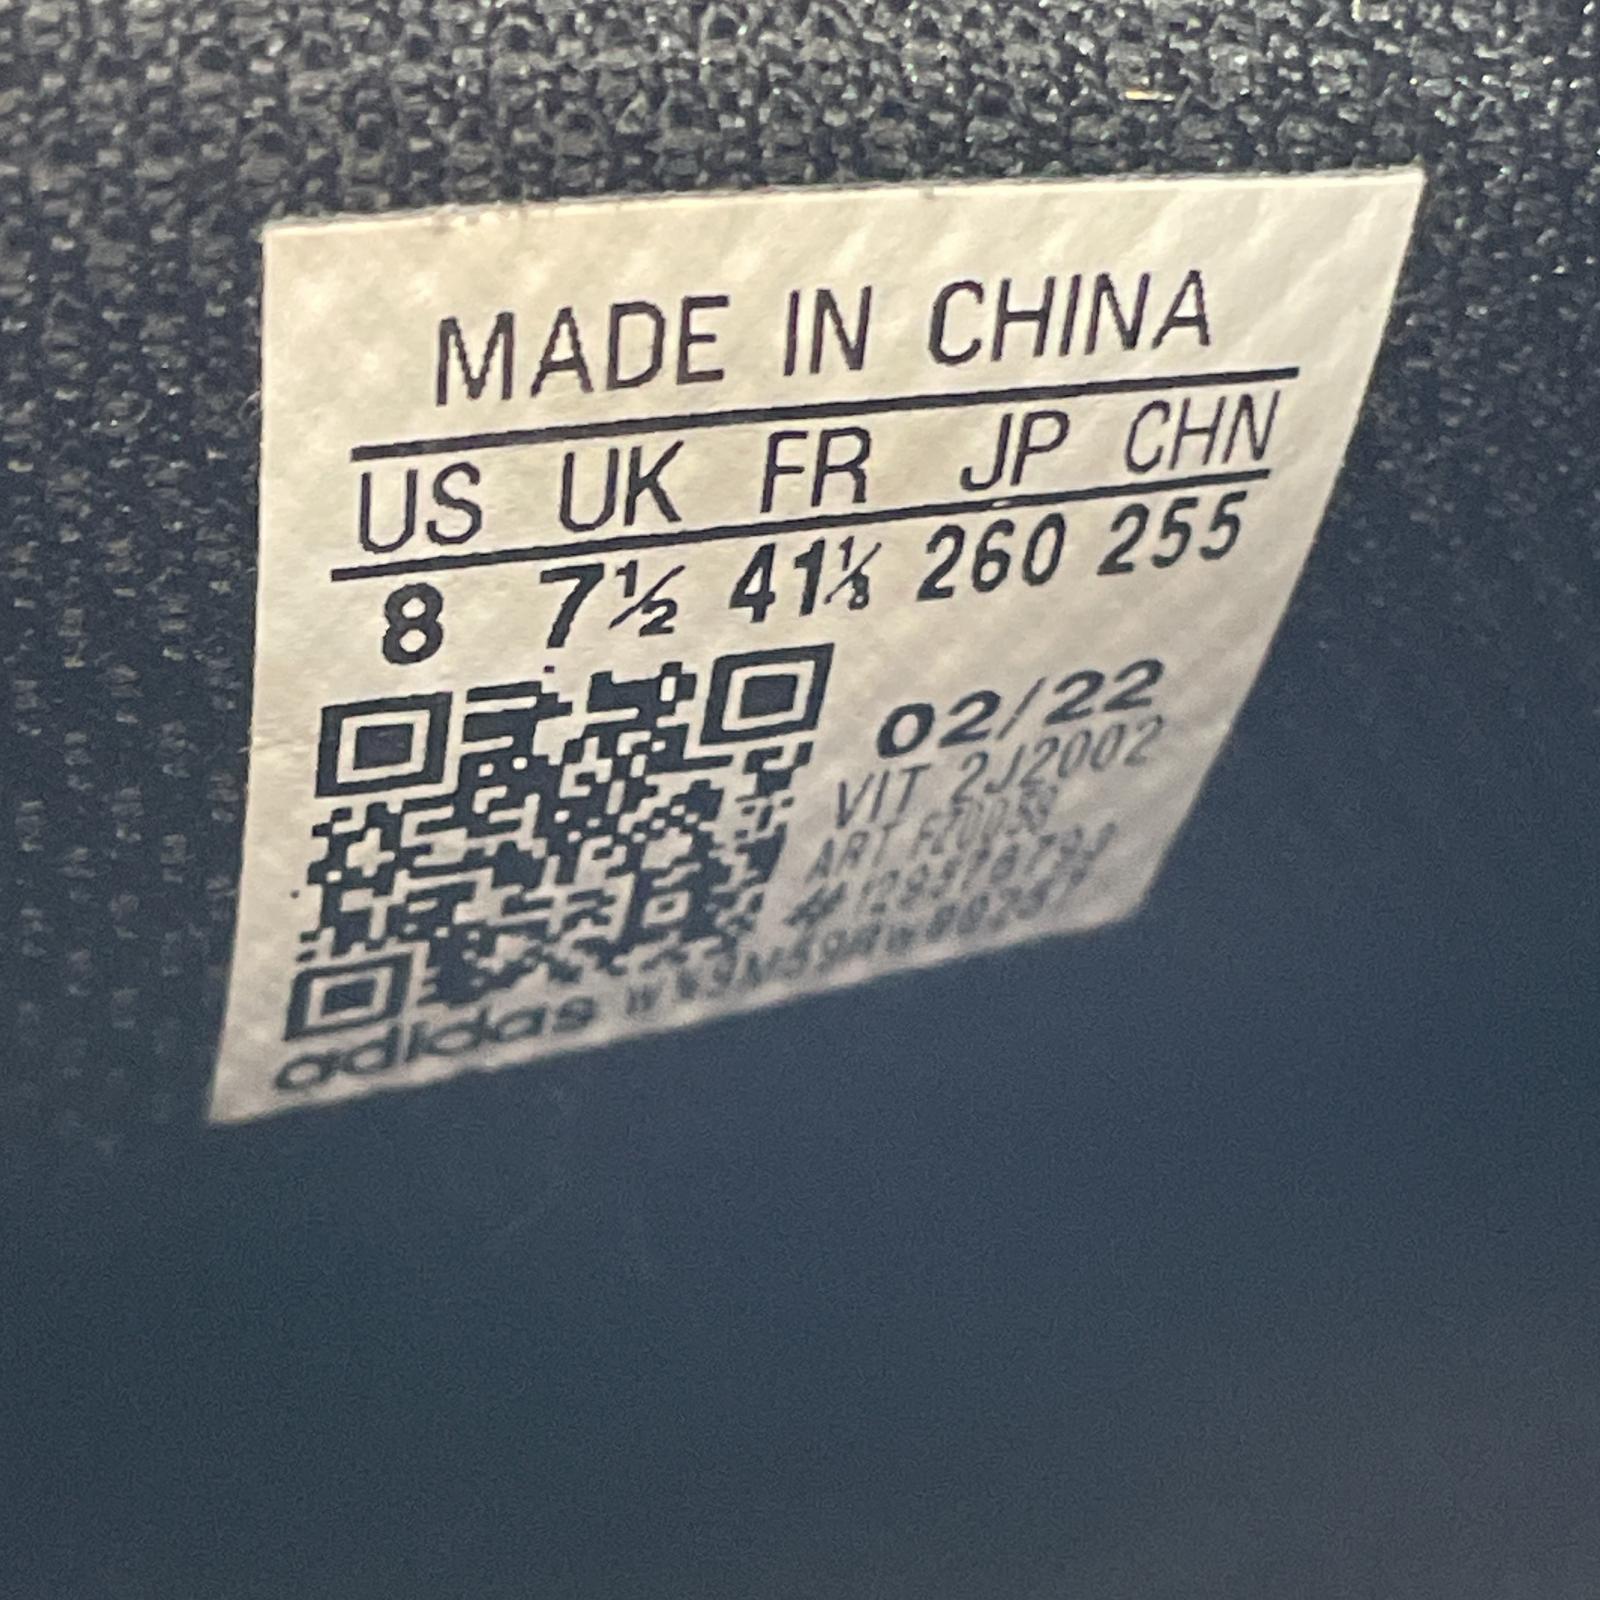 MADE IN CHINA
US UK FR JP CHN
8 7½ 41⅓ 260 255
02/22
VIT 2J2002
ART
adidas